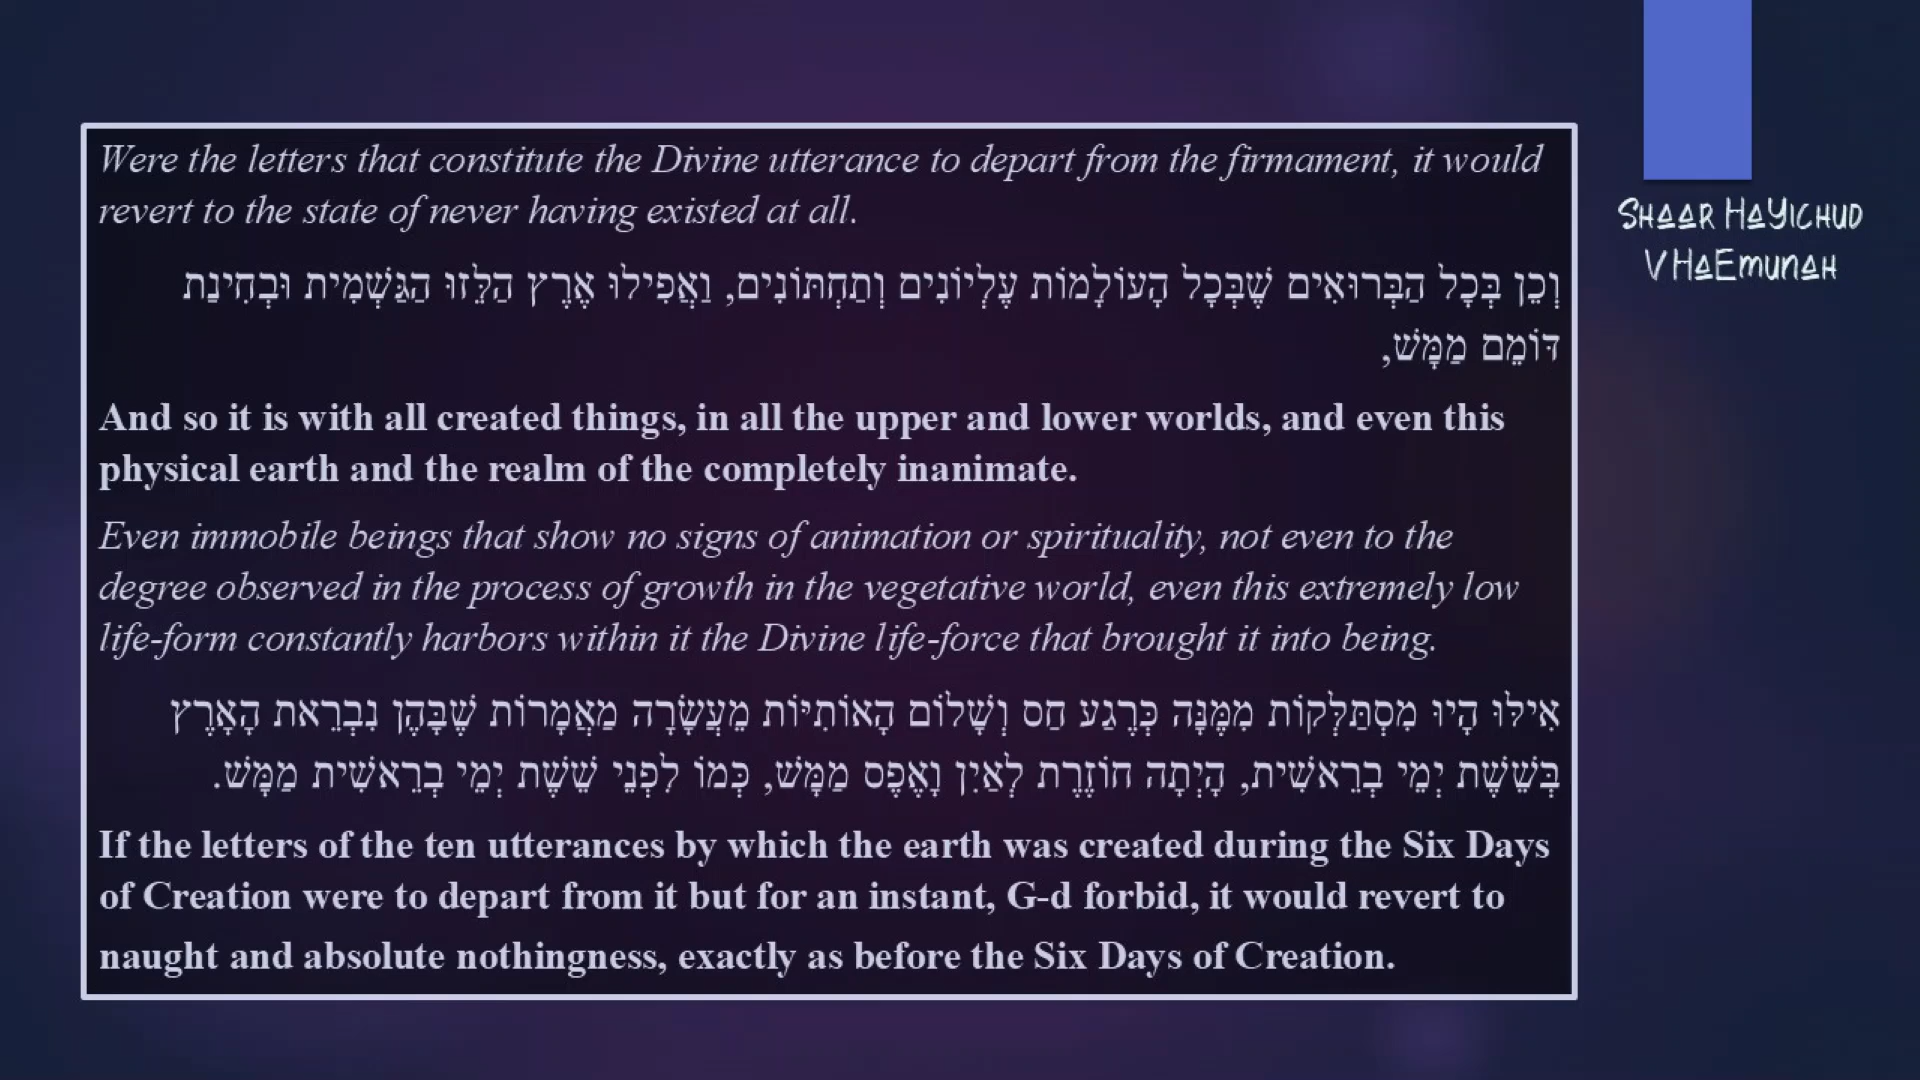 Were the letters that constitute the Divine utterance to depart from the firmament, it would
revert to the state of never having existed at all.
וְכֵן בְּכָל הַבְּרוּאִים שֶׁבְּכָל הָעוֹלָמוֹת עֶלְיוֹנִים וְתַחְתּוֹנִים, וַאֲפִילוּ אֶרֶץ הַלֵּזוּ הַגַּשְׁמִית וּבְחִינַת
דּוֹמֵם מַמָּשׁ,
And so it is with all created things, in all the upper and lower worlds, and even this
physical earth and the realm of the completely inanimate.
Even immobile beings that show no signs of animation or spirituality, not even to the
degree observed in the process of growth in the vegetative world, even this extremely low
life-form constantly harbors within it the Divine life-force that brought it into being.
אִילּוּ הָיוּ מִסְתַּלְּקוֹת מִמֶּנָּה כְּרֶגַע חַס וְשָׁלוֹם הָאוֹתִיּוֹת מֵעֲשָׂרָה מַאֲמָרוֹת שֶׁבָּהֶן נִבְרֵאת הָאָרֶץ
בְּשֵׁשֶׁת יְמֵי בְרֵאשִׁית, הָיְתָה חוֹזֶרֶת לְאַיִן וָאֶפֶס מַמָּשׁ, כְּמוֹ לִפְנֵי שֵׁשֶׁת יְמֵי בְרֵאשִׁית מַמָּשׁ.
If the letters of the ten utterances by which the earth was created during the Six Days
of Creation were to depart from it but for an instant, G-d forbid, it would revert to
naught and absolute nothingness, exactly as before the Six Days of Creation.
Shaar HaYichud
VHaEmunah